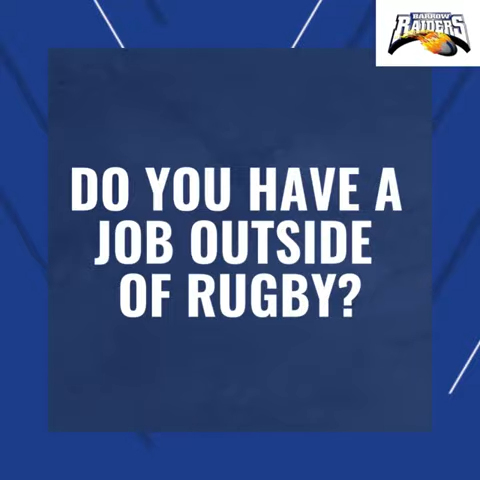 BARROW
RAIDERS
DO YOU HAVE A
JOB OUTSIDE
OF RUGBY?